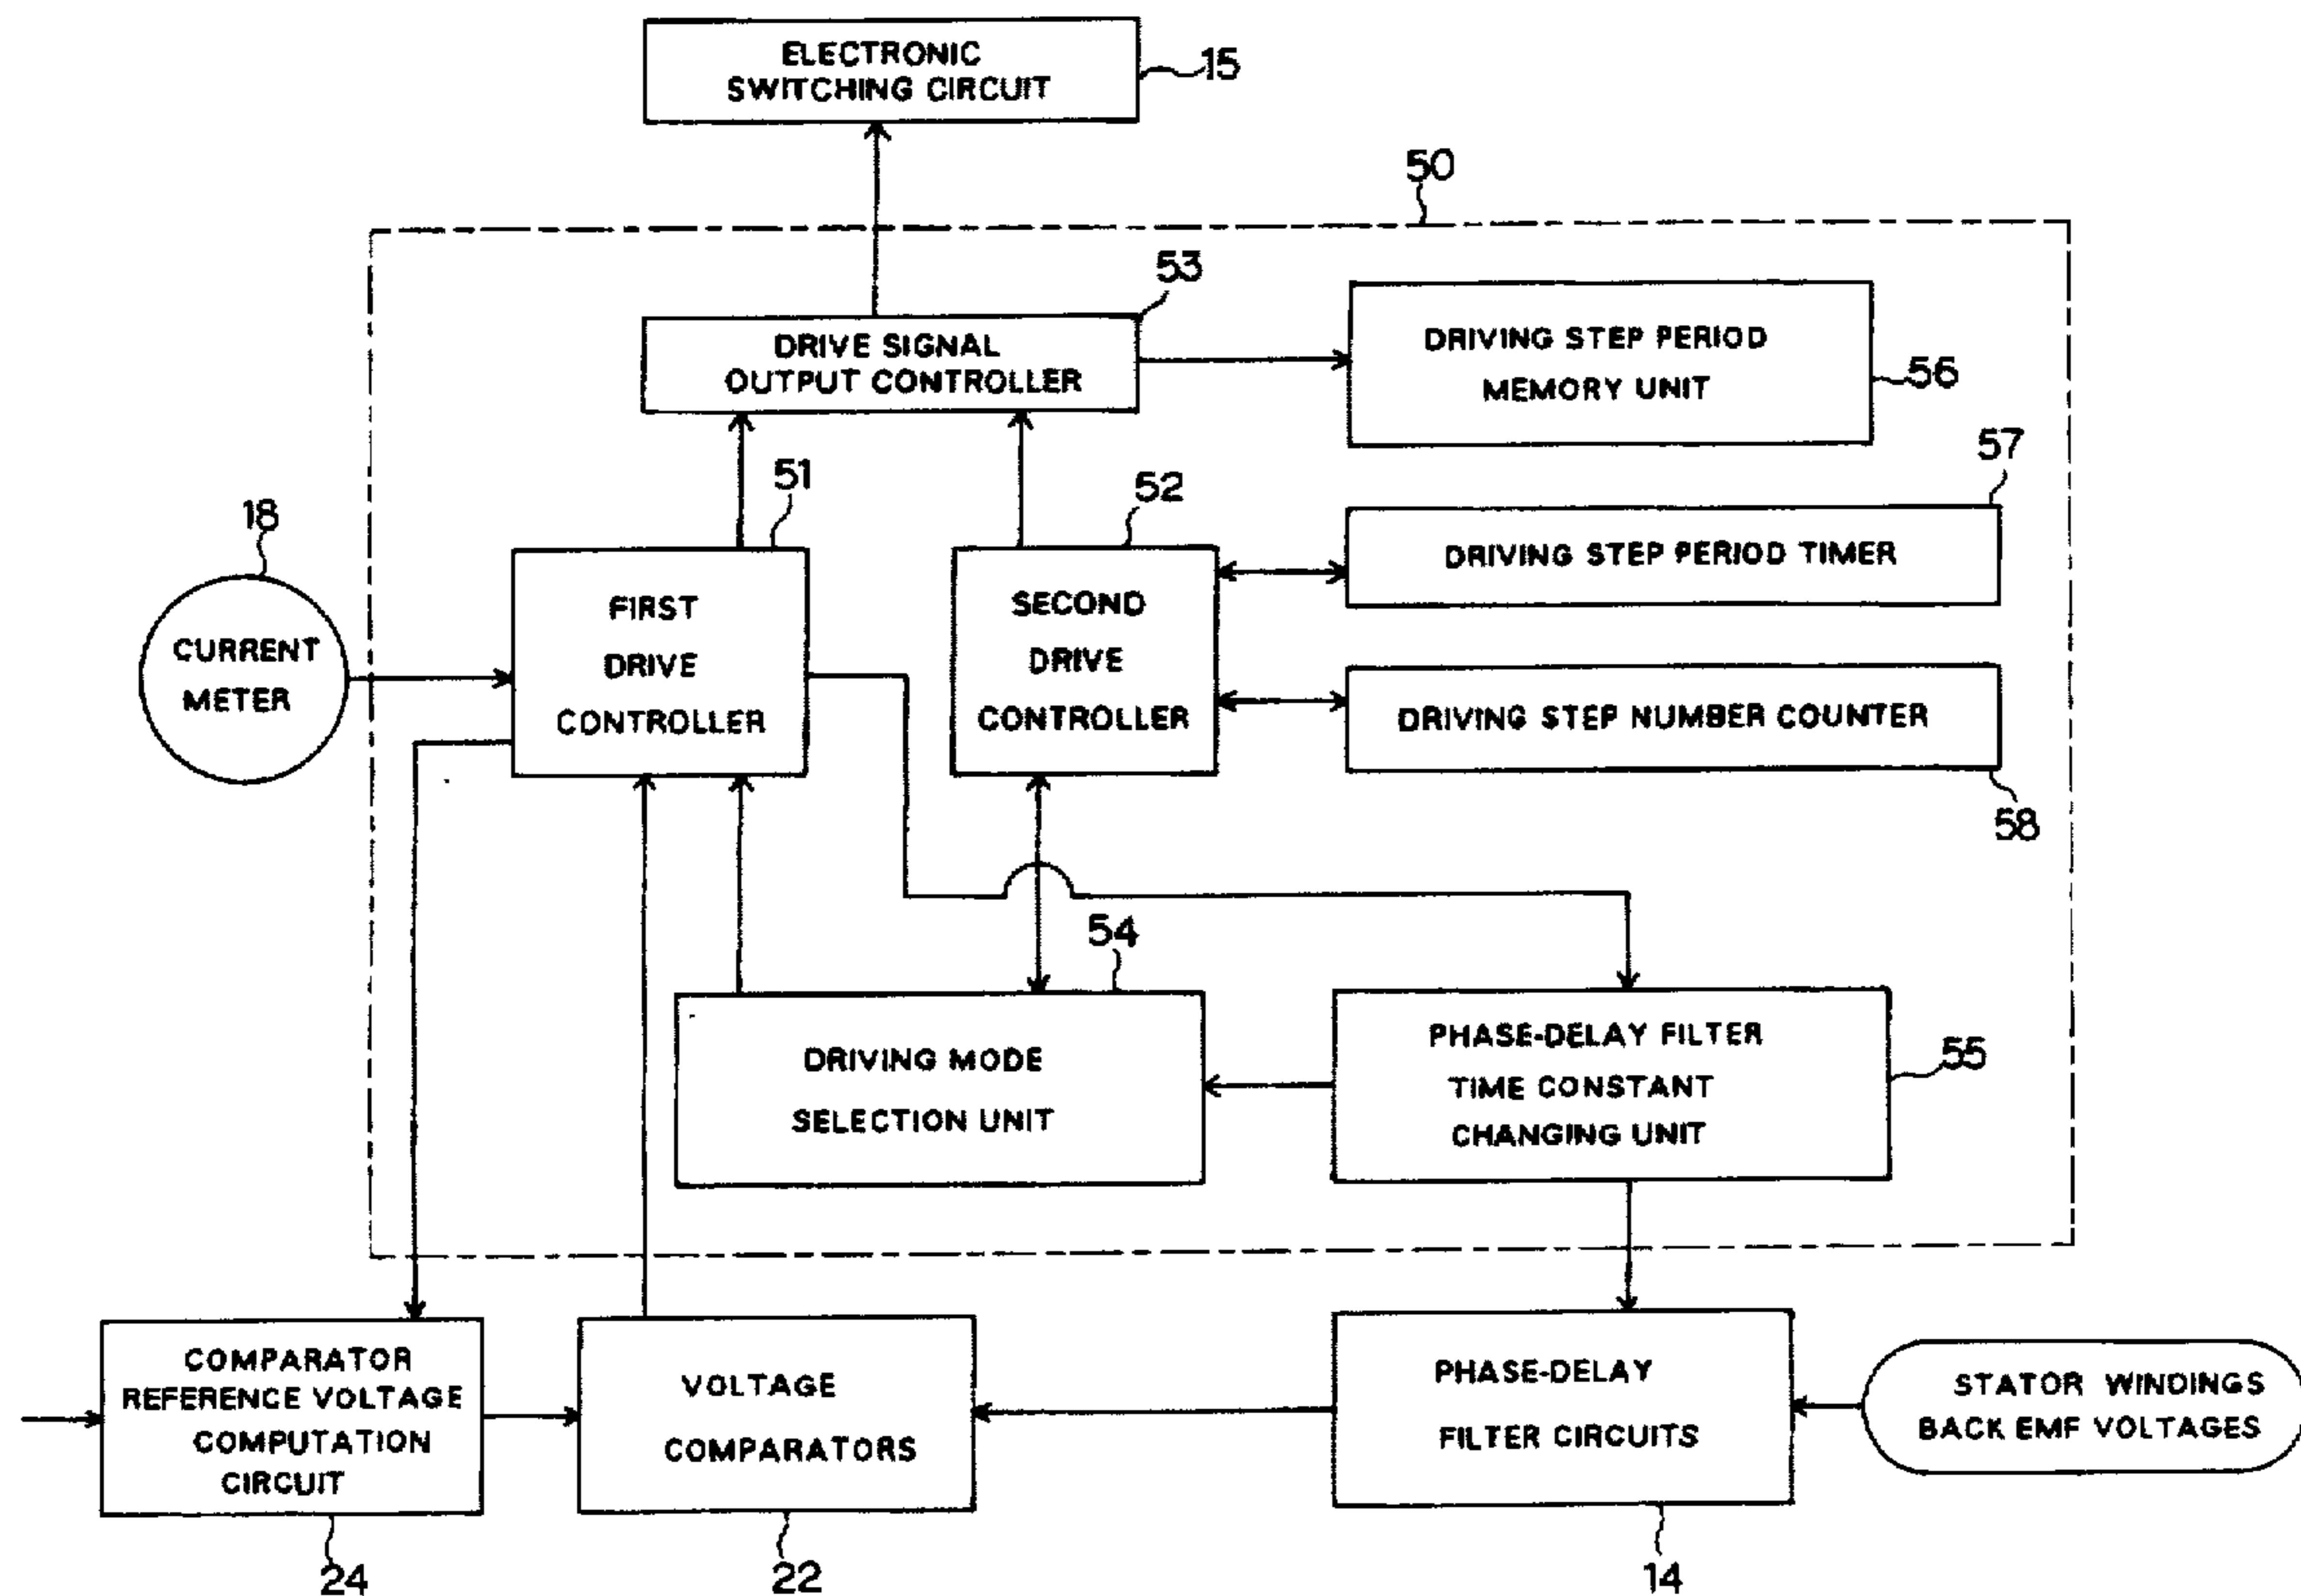 ELECTRONIC
SWITCHING CIRCUIT
15
50
53
DRIVE SIGNAL
OUTPUT CONTROLLER
DRIVING STEP PERIOD
MEMORY UNIT
56
57
51
52
18
CURRENT
METER
FIRST
DRIVE
CONTROLLER
SECOND
DRIVE
CONTROLLER
DRIVING STEP PERIOD TIMER
DRIVING STEP NUMBER COUNTER
58
54
DRIVING MODE
SELECTION UNIT
PHASE-DELAY FILTER
TIME CONSTANT
CHANGING UNIT
55
COMPARATOR
REFERENCE VOLTAGE
COMPUTATION
CIRCUIT
VOLTAGE
COMPARATORS
PHASE-DELAY
FILTER CIRCUITS
STATOR WINDINGS
BACK EMF VOLTAGES
24
22
14